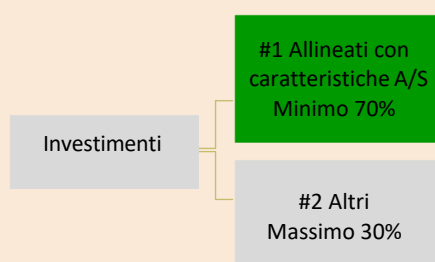 #1 Allineati con
caratteristiche A/S
Minimo 70%
Investimenti
#2 Altri
Massimo 30%